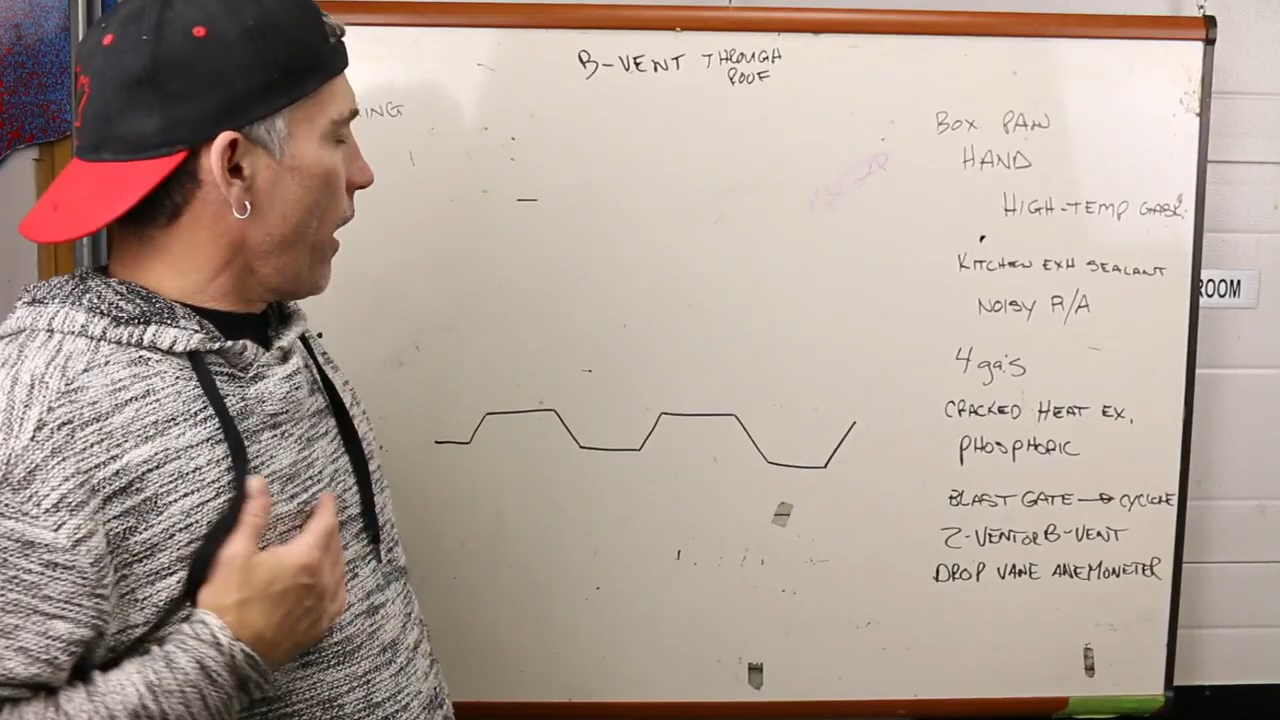 B-VENT THROUGH
ROOF
ING
BOX PAN
HAND
HIGH-TEMP GASK.
KITCHEN EXH SEALANT
NOISY R/A
4 gas
CRACKED HEAT EX.
PHOSPHORIC
BLAST GATE → CYCLONE
Z-VENT OR B-VENT
DROP VANE ANEMOMETER
ROOM